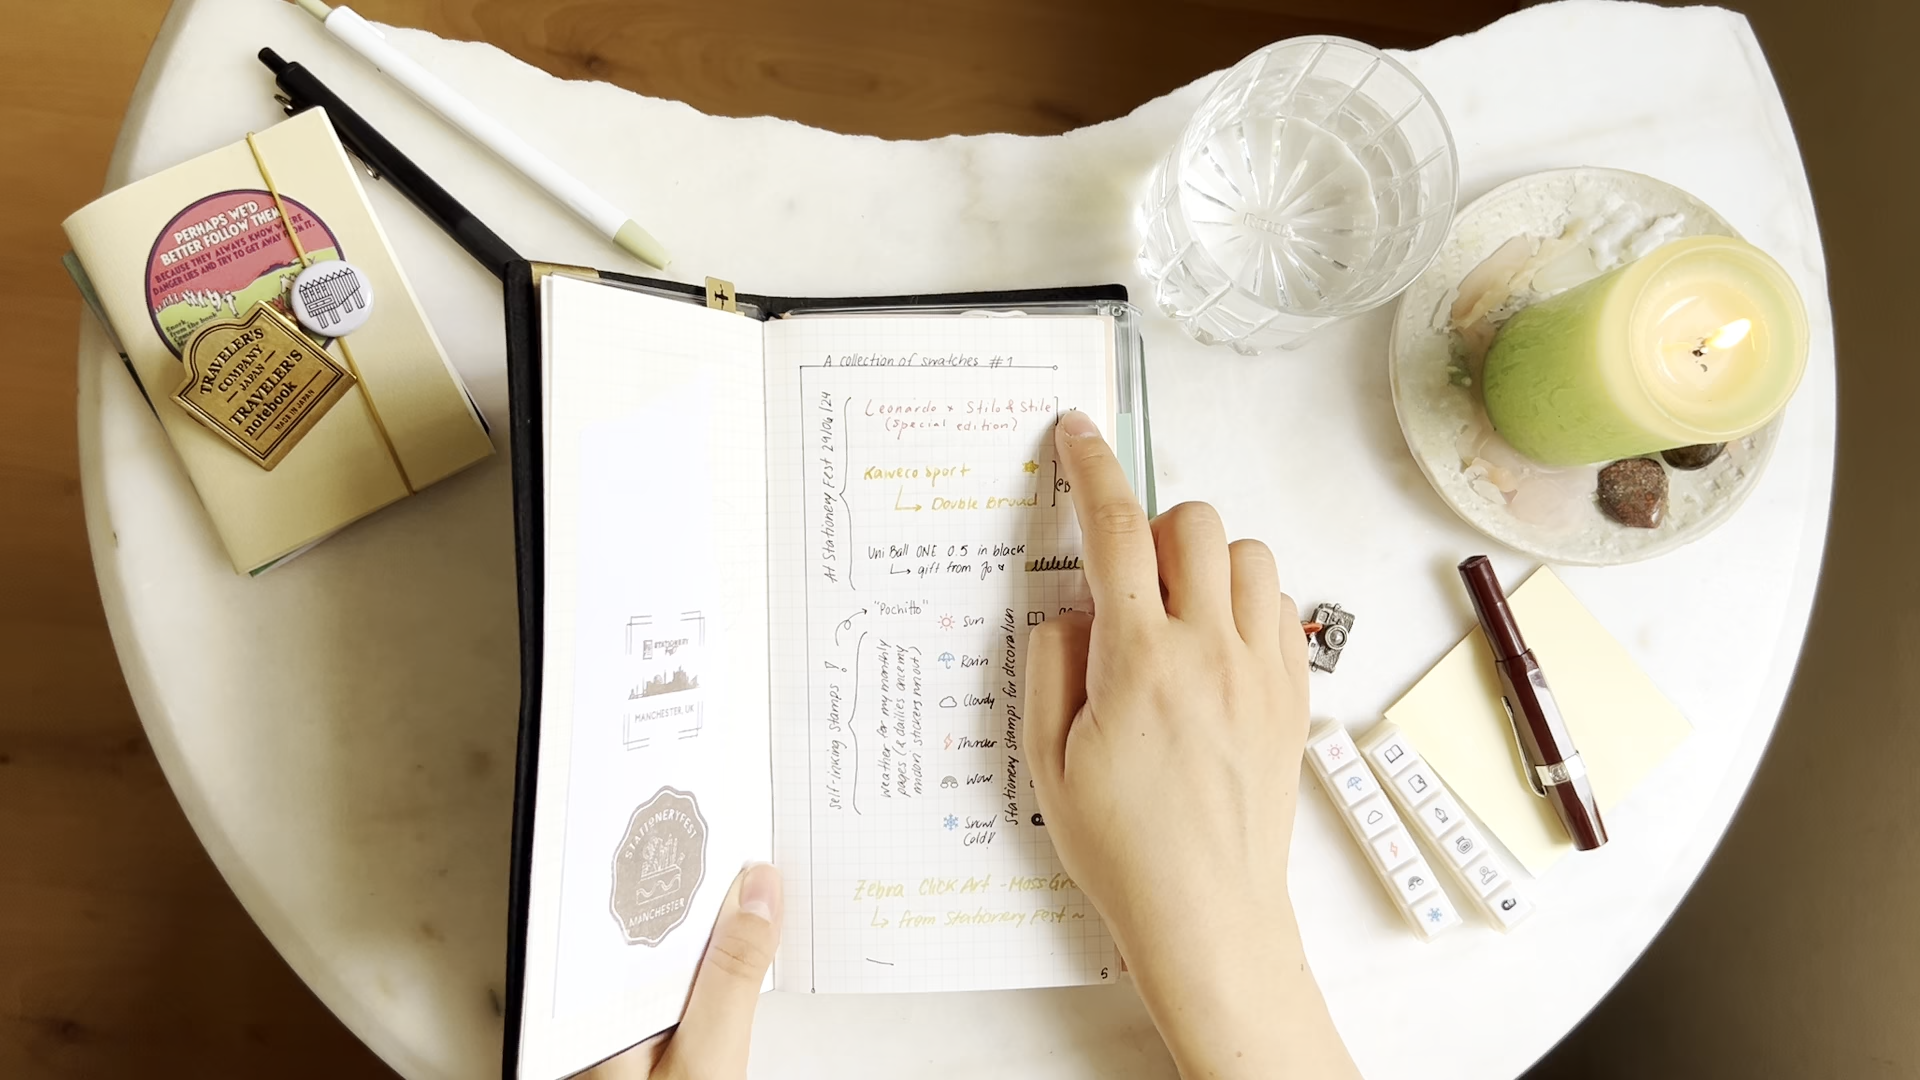 PERHAPS WE'D
BETTER FOLLOW THEM
BECAUSE THEY ALWAYS KNOW WHERE
DANGER LIES AND TRY TO GET AWAY FROM IT.
TRAVELER'S
COMPANY
JAPAN
TRAVELER'S
notebook
MADE IN JAPAN
STATIONERY
MANCHESTER, UK
STATIONERYFEST
MANCHESTER
A collection of swatches #1
At Stationery Fest 29/06/24
Leonardo x Stilo & Stile
(special edition)
Kaweco Sport
Double Broad
Uni Ball ONE 0.5 in black
gift from Jo
"Pochitto"
self-inking stamps
weather for my monthly
pages (& dailies once my
midori stickers run out)
Sun
Rain
Cloudy
Thunder
Wow
Snow/
Cold!
Stationery stamps for decoration
Zebra Click Art - Moss
from Stationery Fest ~
5